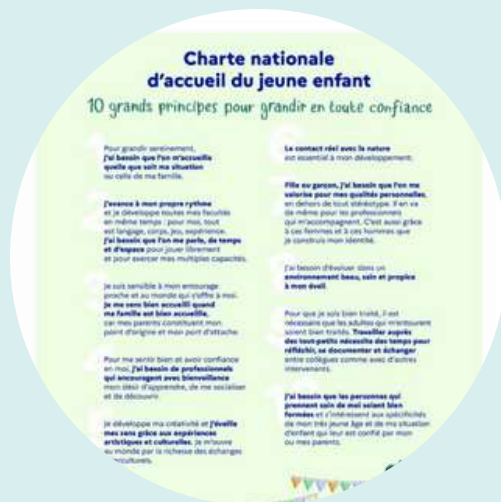 Charte nationale
d'accueil du jeune enfant
10 grands principes pour grandir en toute confiance
Pour grandir sereinement,
j'ai besoin que l'on m'accueille
quelle que soit ma situation
ou celle de ma famille.
J'avance à mon propre rythme
et je développe toutes mes facultés
en même temps : pour moi, tout
est langage, corps, jeu, expérience.
J'ai besoin que l'on me parle, de temps
et d'espace pour jouer librement
et pour exercer mes multiples capacités.
Je suis sensible à mon entourage
proche et au monde qui s'offre à moi.
Je me sens bien accueilli quand
ma famille est bien accueillie,
car mes parents constituent mon
point d'origine et mon port d'attache.
Pour me sentir bien et avoir confiance
en moi, j'ai besoin de professionnels
qui encouragent avec bienveillance
mon désir d'apprendre, de me socialiser
et de découvrir.
Je développe ma créativité et j'éveille
mes sens grâce aux expériences
artistiques et culturelles. Je m'ouvre
au monde par la richesse des échanges
interculturels.
Le contact réel avec la nature
est essentiel à mon développement.
Fille ou garçon, j'ai besoin que l'on me
valorise pour mes qualités personnelles,
en dehors de tout stéréotype. Il en va
de même pour les professionnels
qui m'accompagnent. C'est aussi grâce
à ces femmes et à ces hommes que
je construis mon identité.
J'ai besoin d'évoluer dans un
environnement beau, sain et propice
à mon éveil.
Pour que je sois bien traité, il est
nécessaire que les adultes qui m'entourent
soient bien traités. Travailler auprès
des tout-petits nécessite des temps pour
réfléchir, se documenter et échanger
entre collègues comme avec d'autres
intervenants.
J'ai besoin que les personnes qui
prennent soin de moi soient bien
formées et s'intéressent aux spécificités
de mon très jeune âge et de ma situation
d'enfant qui leur est confié par mon
ou mes parents.